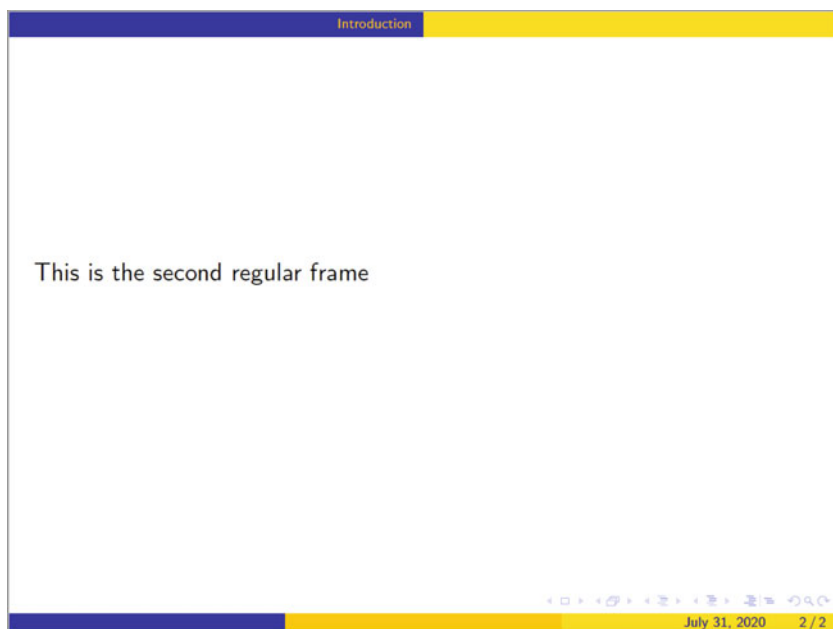 Introduction
This is the second regular frame
July 31, 2020 2 / 2